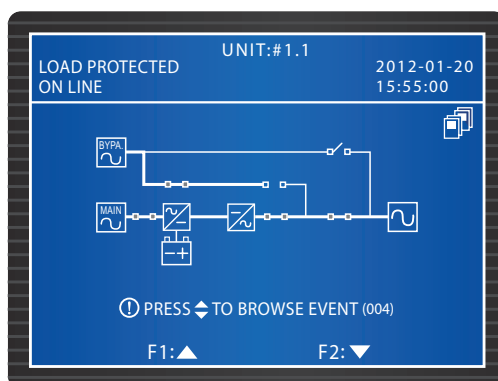 UNIT:#1.1
LOAD PROTECTED
ON LINE
2012-01-20
15:55:00
BYPA.
MAIN
PRESS TO BROWSE EVENT (004)
F1:
F2: